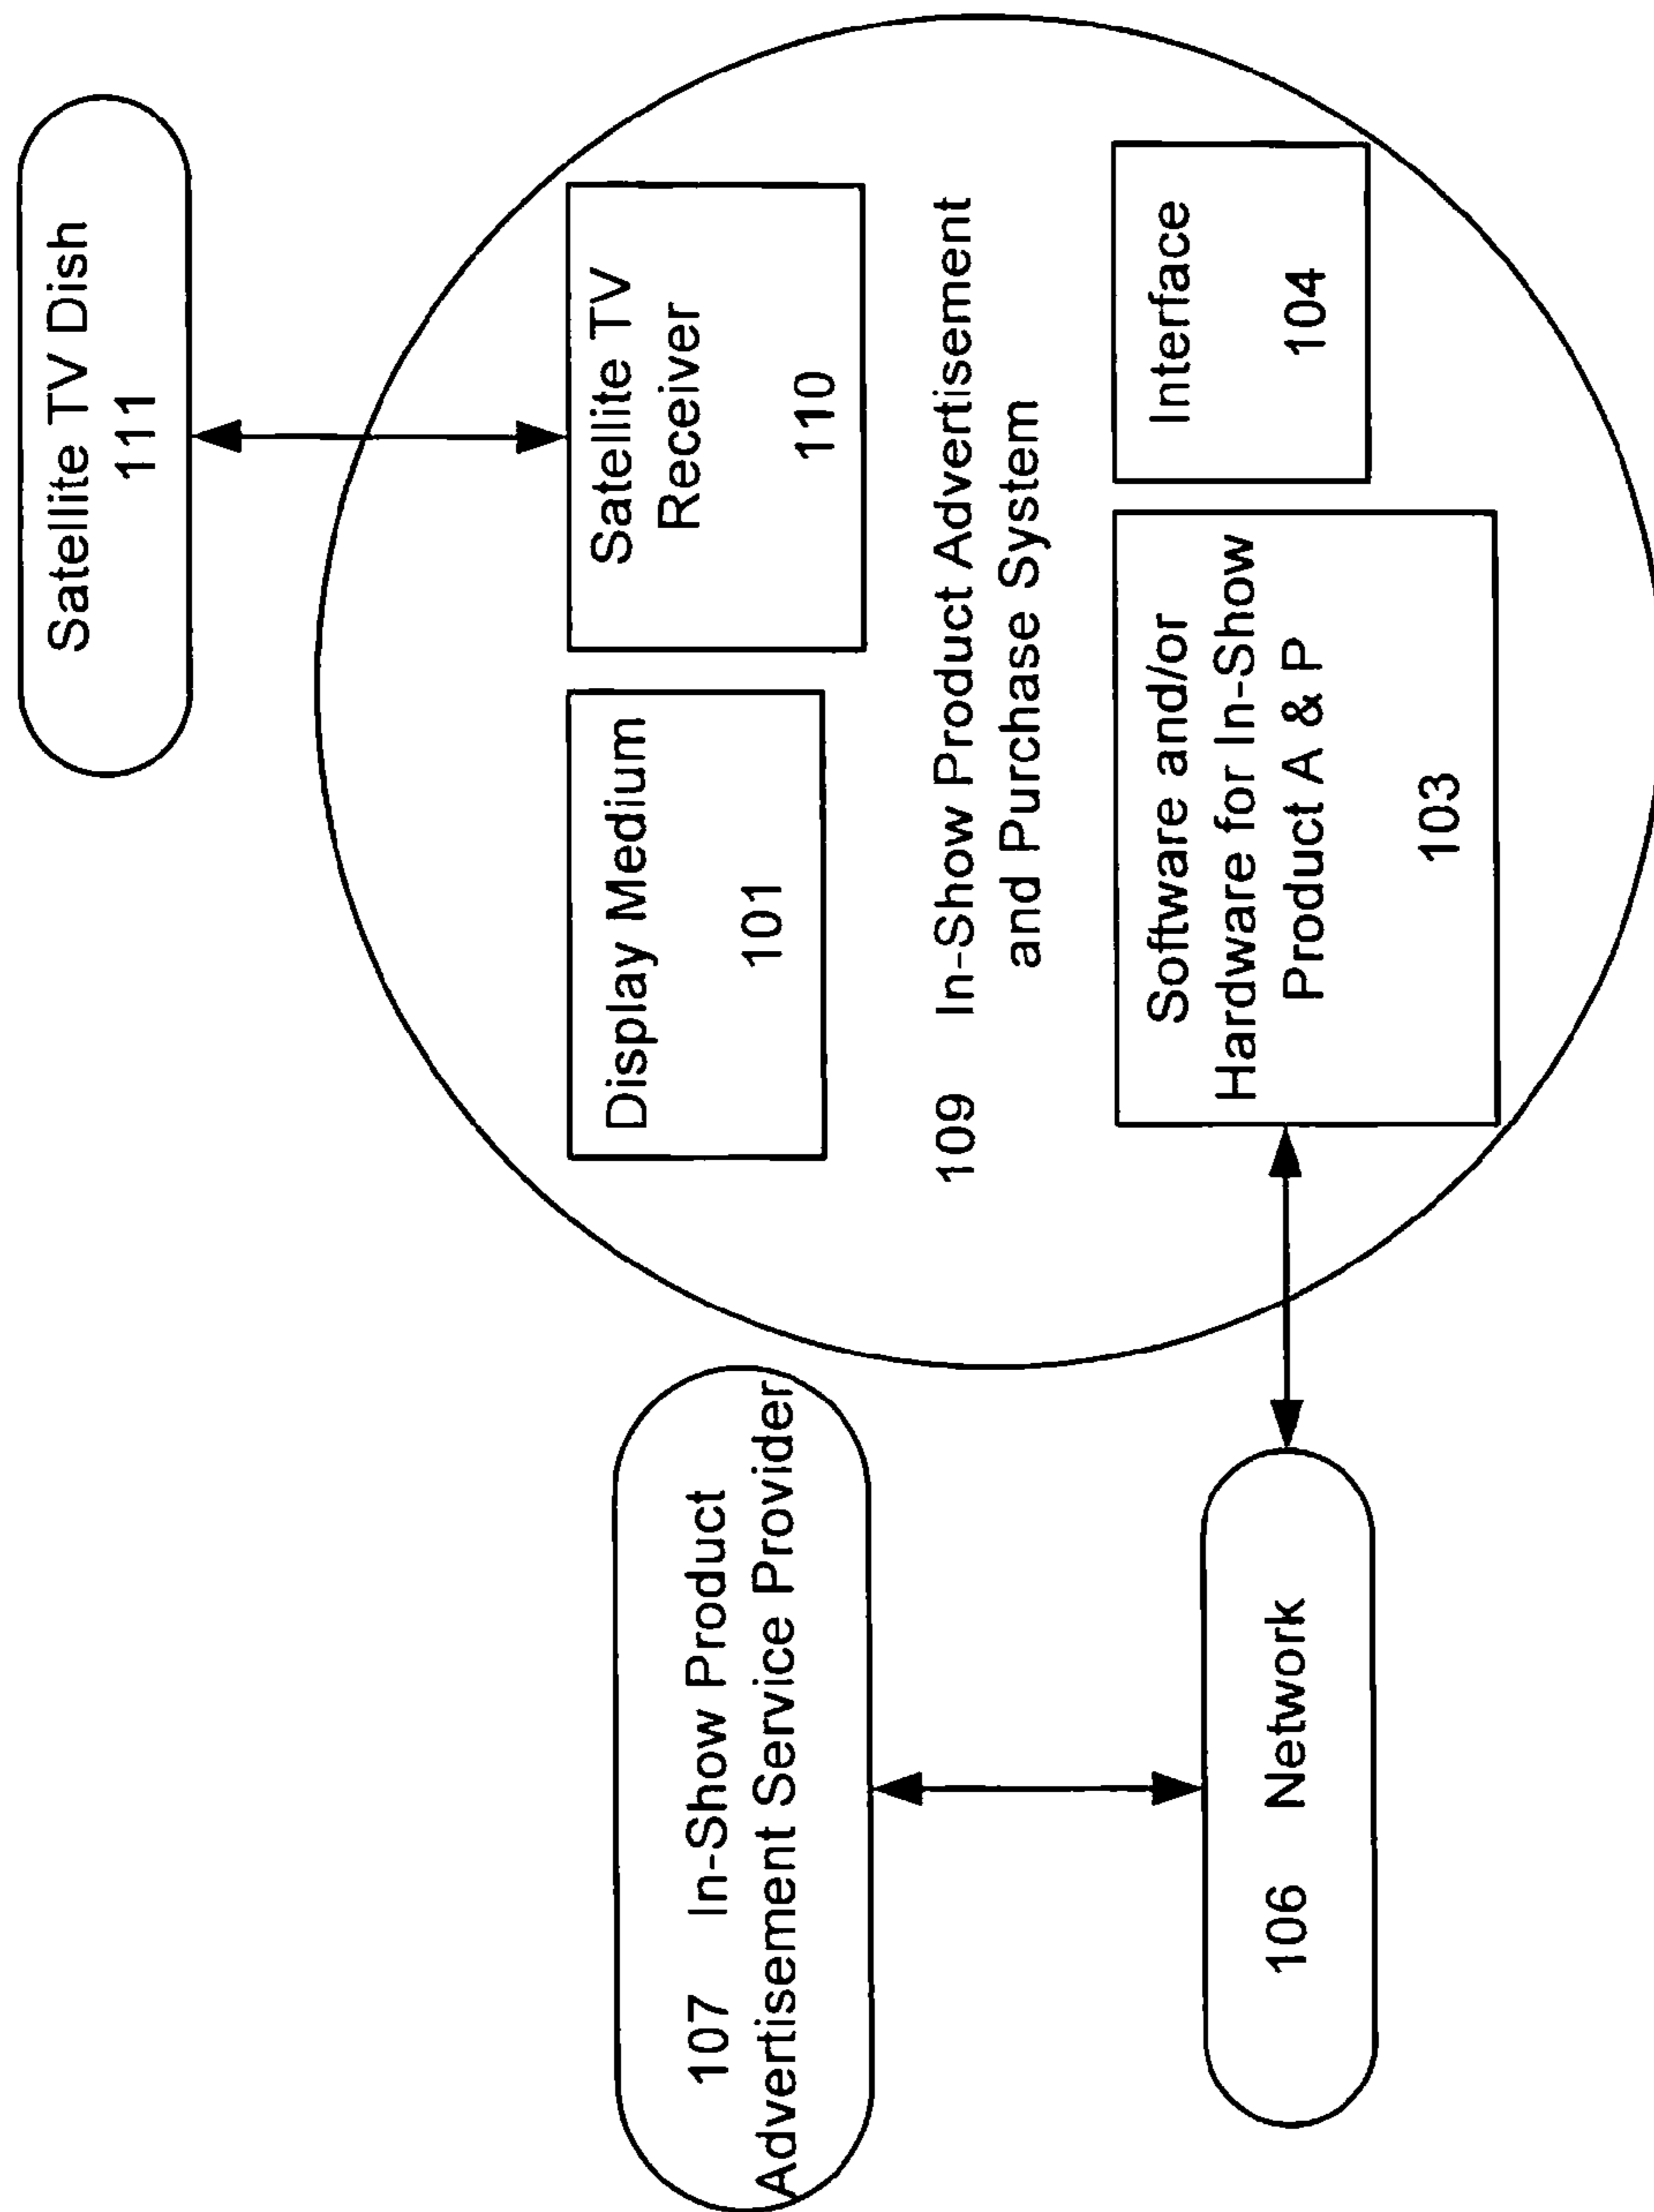 Satellite TV Dish
111
Display Medium
101
Satellite TV
Receiver
110
109 In-Show Product Advertisement
and Purchase System
Software and/or
Hardware for In-Show
Product A & P
103
Interface
104
107 In-Show Product
Advertisement Service Provider
106 Network